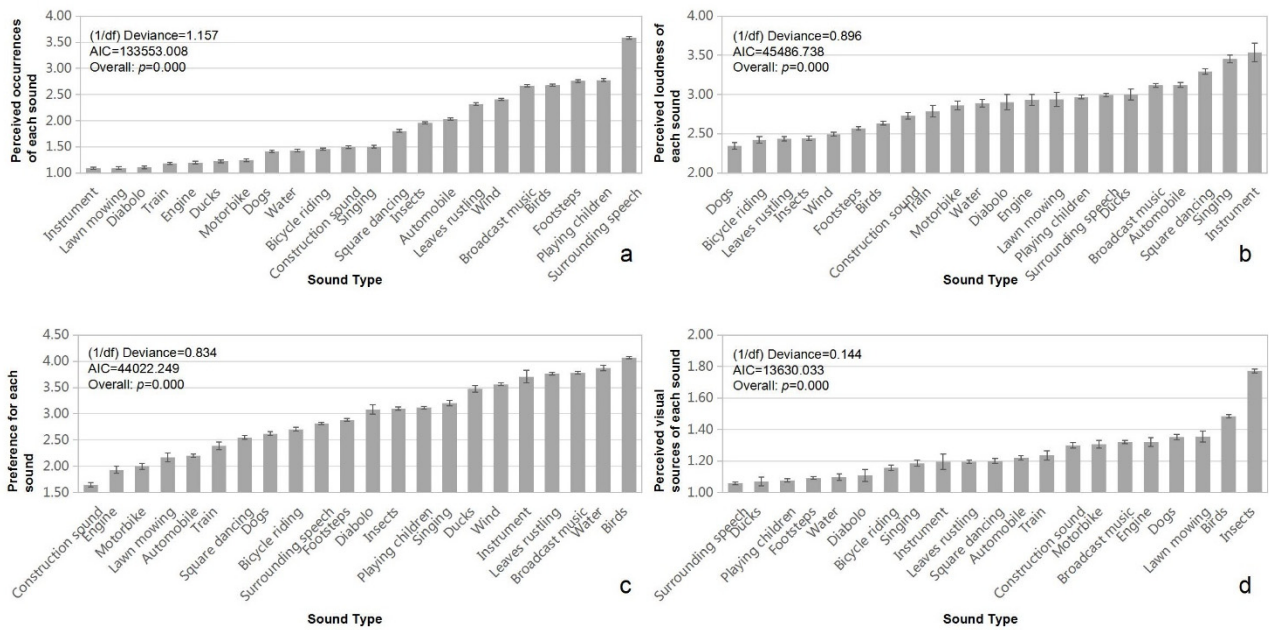 Perceived occurrences
of each sound
4.00
3.50
3.00
2.50
2.00
1.50
1.00
(1/df) Deviance=1.157
AIC=133553.008
Overall: p=0.000
Instrument
Lawn mowing
Diabolo
Train
Engine
Ducks
Motorbike
Dogs
Water
Bicycle riding
Construction sound
Singing
Square dancing
Insects
Automobile
Leaves rustling
Wind
Broadcast music
Birds
Footsteps
Playing children
Surrounding speech
Sound Type
a
Perceived loudness of
each sound
4.00
3.50
3.00
2.50
2.00
(1/df) Deviance=0.896
AIC=45486.738
Overall: p=0.000
Dogs
Bicycle riding
Leaves rustling
Insects
Wind
Footsteps
Birds
Construction sound
Train
Motorbike
Water
Diabolo
Engine
Lawn mowing
Playing children
Surrounding speech
Ducks
Broadcast music
Automobile
Square dancing
Singing
Instrument
Sound Type
b
Preference for each
sound
4.50
4.00
3.50
3.00
2.50
2.00
1.50
(1/df) Deviance=0.834
AIC=44022.249
Overall: p=0.000
Construction sound
Engine
Motorbike
Lawn mowing
Automobile
Train
Square dancing
Dogs
Bicycle riding
Surrounding speech
Footsteps
Diabolo
Insects
Playing children
Singing
Ducks
Wind
Instrument
Leaves rustling
Broadcast music
Water
Birds
Sound Type
c
Perceived visual
sources of each sound
2.00
1.80
1.60
1.40
1.20
1.00
(1/df) Deviance=0.144
AIC=13630.033
Overall: p=0.000
Surrounding speech
Ducks
Playing children
Footsteps
Water
Diabolo
Bicycle riding
Singing
Instrument
Leaves rustling
Square dancing
Automobile
Train
Construction sound
Motorbike
Broadcast music
Engine
Dogs
Lawn mowing
Birds
Insects
Sound Type
d